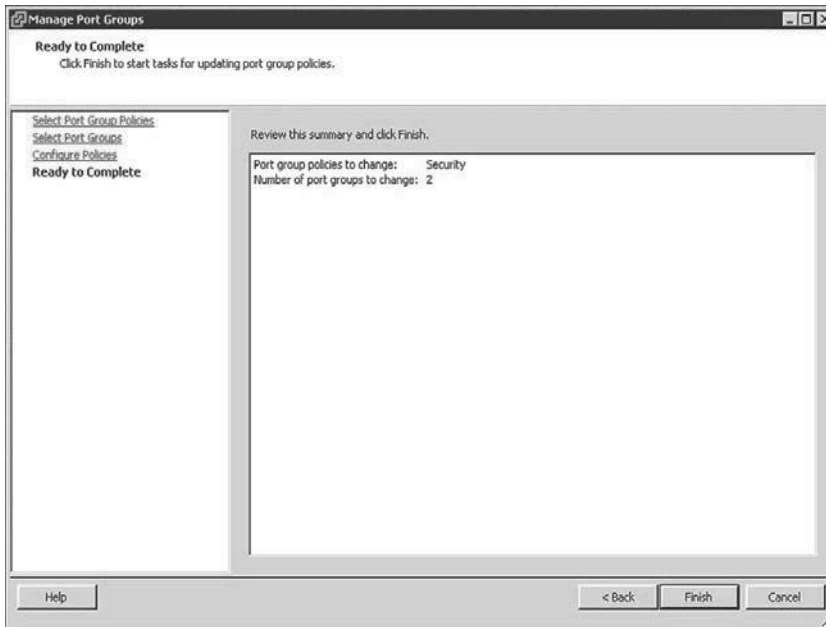 Manage Port Groups
Ready to Complete
Click Finish to start tasks for updating port group policies.
Select Port Group Policies
Select Port Groups
Configure Policies
Ready to Complete
Review this summary and click Finish.
Port group policies to change: Security
Number of port groups to change: 2
Help
< Back
Finish
Cancel